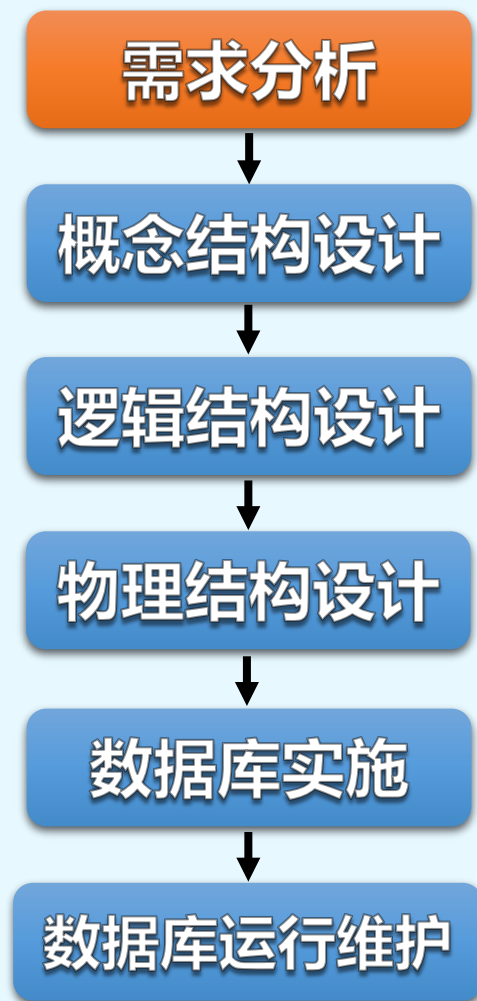 需求分析
概念结构设计
逻辑结构设计
物理结构设计
数据库实施
数据库运行维护